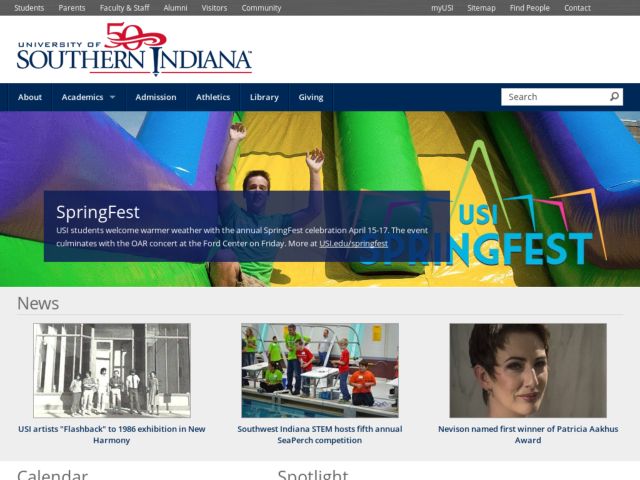 Students Parents Faculty & Staff Alumni Visitors Community myUSI Sitemap Find People Contact
50
UNIVERSITY OF
SOUTHERN INDIANA
About Academics Admission Athletics Library Giving Search
SpringFest
USI students welcome warmer weather with the annual SpringFest celebration April 15-17. The event
culminates with the OAR concert at the Ford Center on Friday. More at USI.edu/springfest
USI
SPRINGFEST
News
USI artists "Flashback" to 1986 exhibition in New
Harmony
Southwest Indiana STEM hosts fifth annual
SeaPerch competition
Nevison named first winner of Patricia Aakhus
Award
Calendar Spotlight